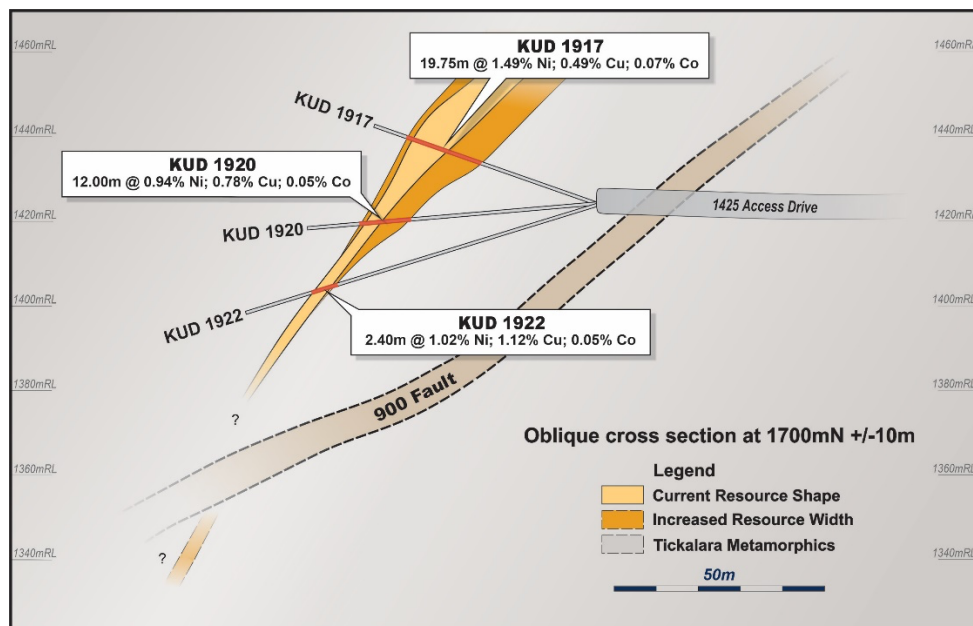 1460mRL
1460mRL
KUD 1917
19.75m @ 1.49% Ni; 0.49% Cu; 0.07% Co
KUD 1917
1440mRL
1440mRL
KUD 1920
12.00m @ 0.94% Ni; 0.78% Cu; 0.05% Co
1425 Access Drive
1420mRL
1420mRL
KUD 1920
1400mRL
1400mRL
KUD 1922
KUD 1922
2.40m @ 1.02% Ni; 1.12% Cu; 0.05% Co
1380mRL
1380mRL
900 Fault
?
Oblique cross section at 1700mN +/-10m
Legend
1360mRL
1360mRL
Current Resource Shape
Increased Resource Width
Tickalara Metamorphics
1340mRL
1340mRL
?
50m